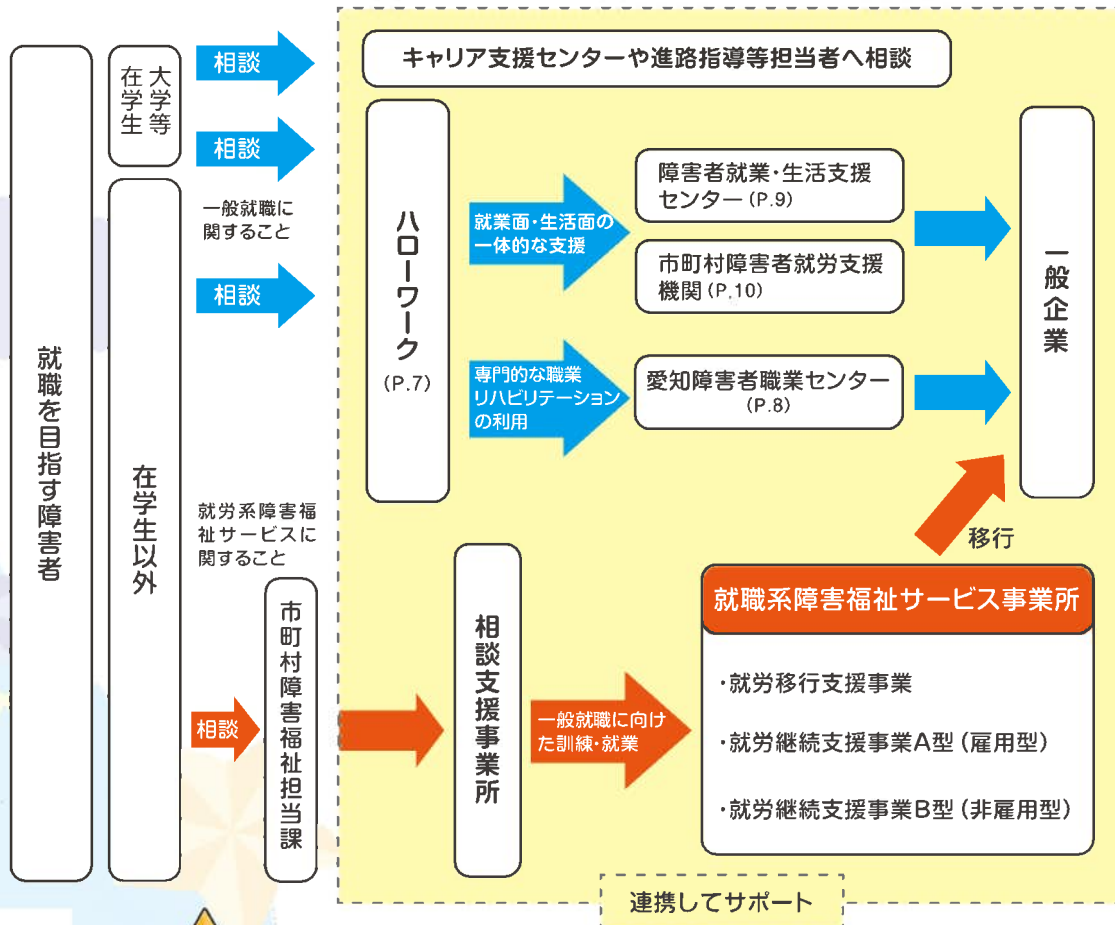 就職を目指す障害者
大学等
在学生
在学生以外
相談
相談
一般就職に
関すること
相談
就労系障害福
祉サービスに
関すること
相談
市町村障害福祉担当課
キャリア支援センターや進路指導等担当者へ相談
ハローワーク
(P.7)
就業面・生活面の
一体的な支援
障害者就業・生活支援
センター(P.9)
市町村障害者就労支援
機関(P.10)
専門的な職業
リハビリテーション
の利用
愛知障害者職業センター
(P.8)
一般企業
移行
相談支援事業所
一般就職に向け
た訓練・就業
就職系障害福祉サービス事業所
・就労移行支援事業
・就労継続支援事業A型(雇用型)
・就労継続支援事業B型(非雇用型)
連携してサポート